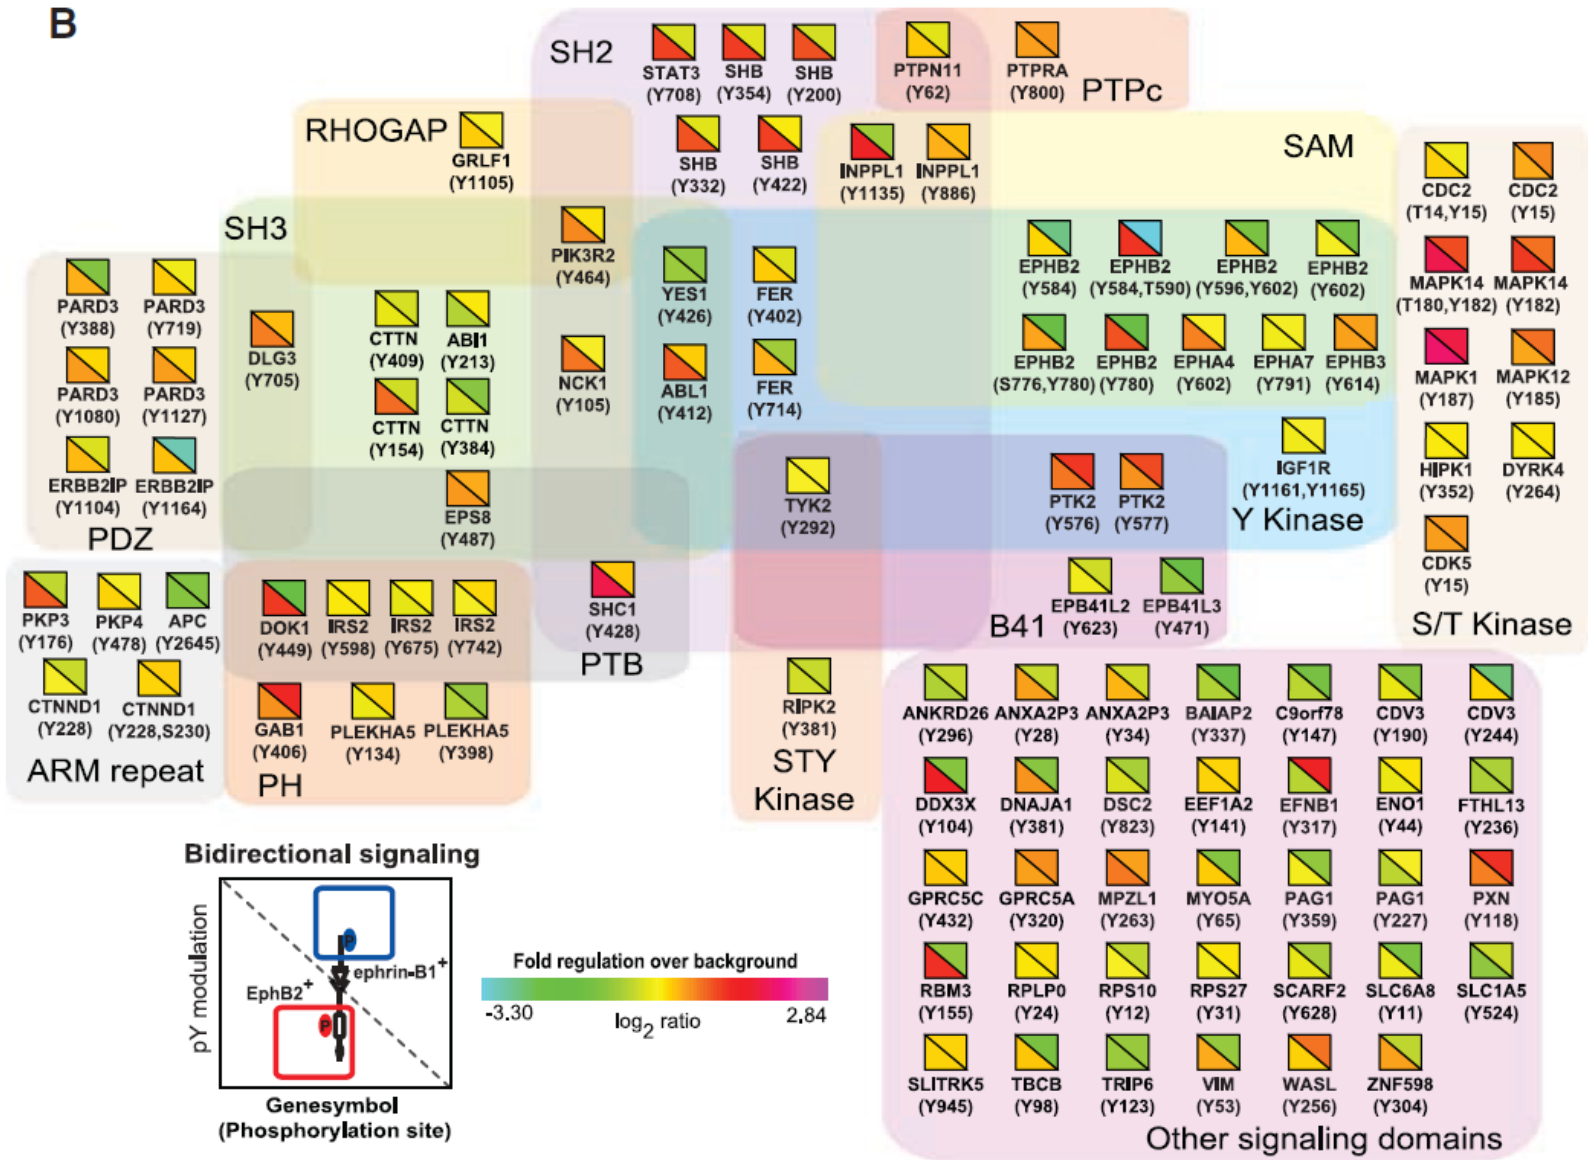 B
SH2
STAT3
(Y708)
SHB
(Y354)
SHB
(Y200)
PTPN11
(Y62)
PTPRA
(Y800)
PTPc
RHOGAP
GRLF1
(Y1105)
SHB
(Y332)
SHB
(Y422)
INPPL1
(Y1135)
INPPL1
(Y886)
SAM
CDC2
(T14,Y15)
CDC2
(Y15)
SH3
PIK3R2
(Y464)
YES1
(Y426)
FER
(Y402)
EPHB2
(Y584)
EPHB2
(Y584,T590)
EPHB2
(Y596,Y602)
EPHB2
(Y602)
MAPK14
(T180,Y182)
MAPK14
(Y182)
PARD3
(Y388)
PARD3
(Y719)
DLG3
(Y705)
CTTN
(Y409)
ABI1
(Y213)
NCK1
(Y105)
ABL1
(Y412)
FER
(Y714)
EPHB2
(S776,Y780)
EPHB2
(Y780)
EPHA4
(Y602)
EPHA7
(Y791)
EPHB3
(Y614)
MAPK1
(Y187)
MAPK12
(Y185)
PARD3
(Y1080)
PARD3
(Y1127)
CTTN
(Y154)
CTTN
(Y384)
ERBB2IP
(Y1104)
ERBB2IP
(Y1164)
PDZ
EPS8
(Y487)
TYK2
(Y292)
PTK2
(Y576)
PTK2
(Y577)
IGF1R
(Y1161,Y1165)
Y Kinase
HIPK1
(Y352)
DYRK4
(Y264)
CDK5
(Y15)
S/T Kinase
PKP3
(Y176)
PKP4
(Y478)
APC
(Y2645)
DOK1
(Y449)
IRS2
(Y598)
IRS2
(Y675)
IRS2
(Y742)
SHC1
(Y428)
PTB
EPB41L2
(Y623)
EPB41L3
(Y471)
B41
CTNND1
(Y228)
CTNND1
(Y228,S230)
ARM repeat
GAB1
(Y406)
PLEKHA5
(Y134)
PLEKHA5
(Y398)
PH
RIPK2
(Y381)
STY
Kinase
ANKRD26
(Y296)
ANXA2P3
(Y28)
ANXA2P3
(Y34)
BAIAP2
(Y337)
C9orf78
(Y147)
CDV3
(Y190)
CDV3
(Y244)
DDX3X
(Y104)
DNAJA1
(Y381)
DSC2
(Y823)
EEF1A2
(Y141)
EFNB1
(Y317)
ENO1
(Y44)
FTHL13
(Y236)
GPRC5C
(Y432)
GPRC5A
(Y320)
MPZL1
(Y263)
MYO5A
(Y65)
PAG1
(Y359)
PAG1
(Y227)
PXN
(Y118)
RBM3
(Y155)
RPLP0
(Y24)
RPS10
(Y12)
RPS27
(Y31)
SCARF2
(Y628)
SLC6A8
(Y11)
SLC1A5
(Y524)
SLITRK5
(Y945)
TBCB
(Y98)
TRIP6
(Y123)
VIM
(Y53)
WASL
(Y256)
ZNF598
(Y304)
Other signaling domains
Bidirectional signaling
pY modulation
P
ephrin-B1+
EphB2+
P
Genesymbol
(Phosphorylation site)
Fold regulation over background
-3.30
log2 ratio
2.84